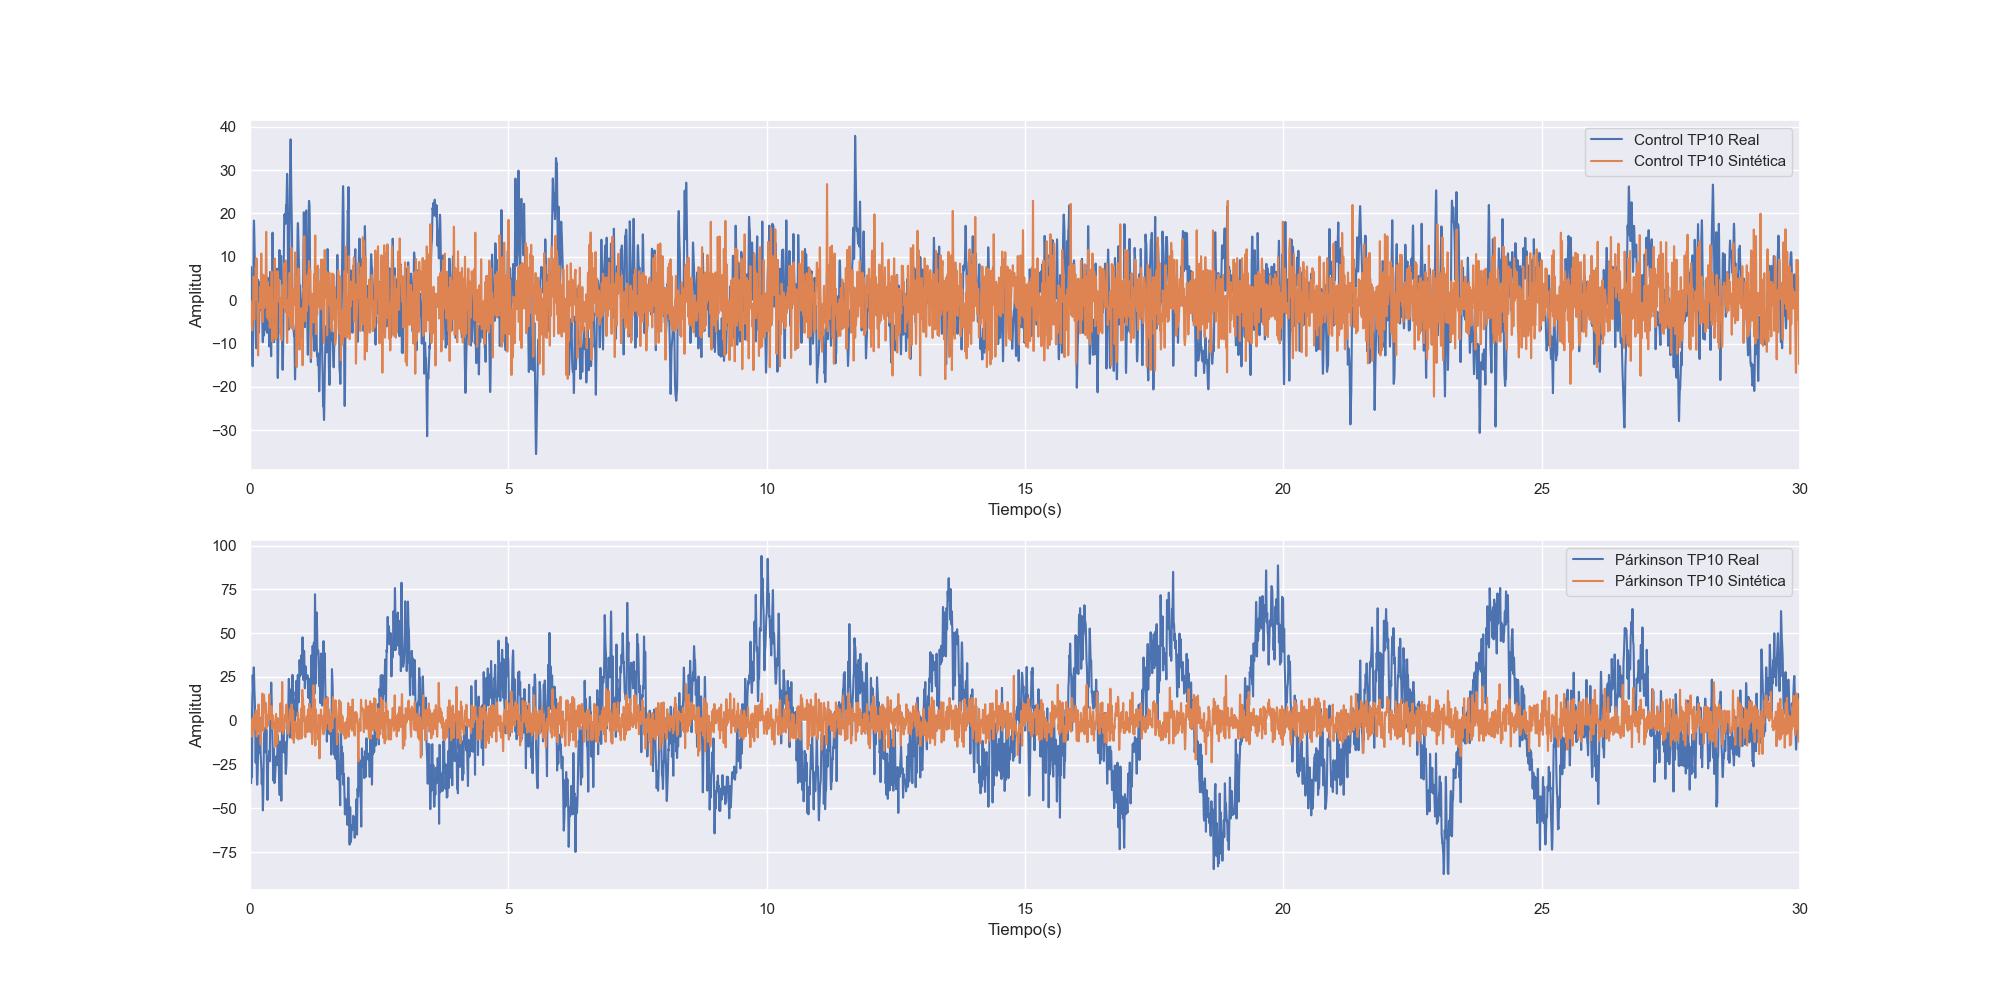 40
30
20
10
0
−10
−20
−30
Amplitud
Control TP10 Real
Control TP10 Sintética
0 5 10 15 20 25 30
Tiempo(s)
100
75
50
25
0
−25
−50
−75
Amplitud
Párkinson TP10 Real
Párkinson TP10 Sintética
0 5 10 15 20 25 30
Tiempo(s)